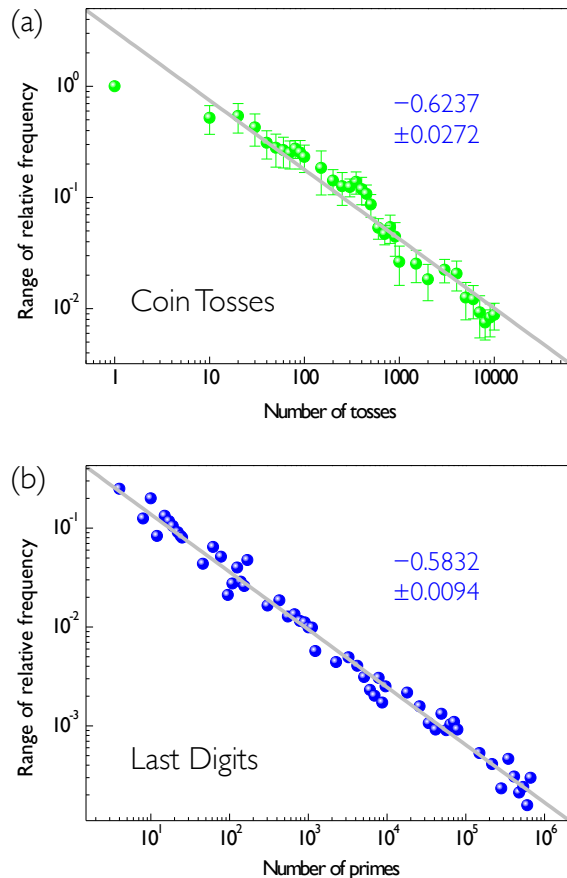 (a)
10^0
10^-1
10^-2
Range of relative frequency
−0.6237
±0.0272
Coin Tosses
1
10
100
1000
10000
Number of tosses
(b)
10^-1
10^-2
10^-3
Range of relative frequency
−0.5832
±0.0094
Last Digits
10^1
10^2
10^3
10^4
10^5
10^6
Number of primes